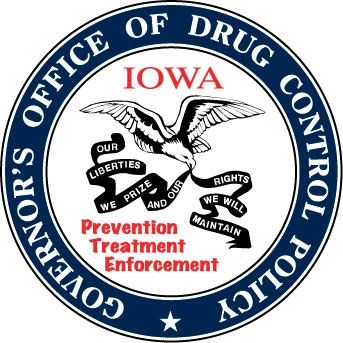 GOVERNOR'S OFFICE OF DRUG CONTROL POLICY
IOWA
OUR LIBERTIES WE PRIZE AND OUR RIGHTS WE WILL MAINTAIN
Prevention
Treatment
Enforcement